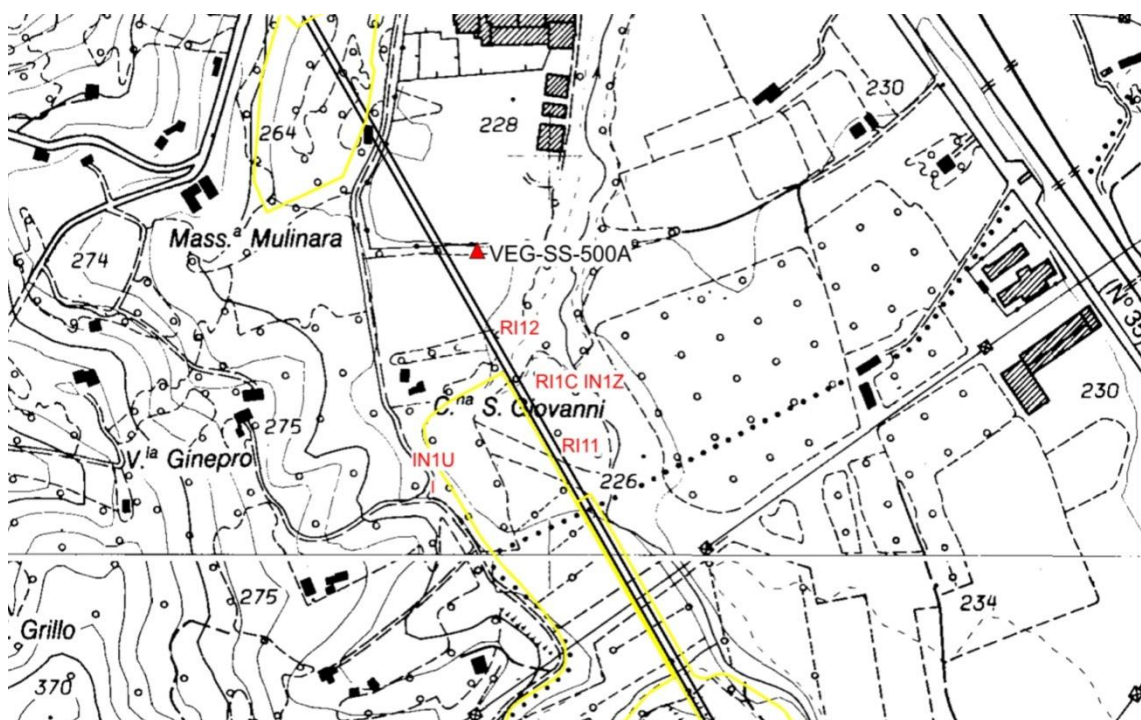 230
264
228
Mass.ª Mulinara
VEG-SS-500A
274
RI12
RI1C IN1Z
C.na S. Giovanni
230
275
RI11
V.la Ginepro
IN1U
226
275
234
Grillo
370